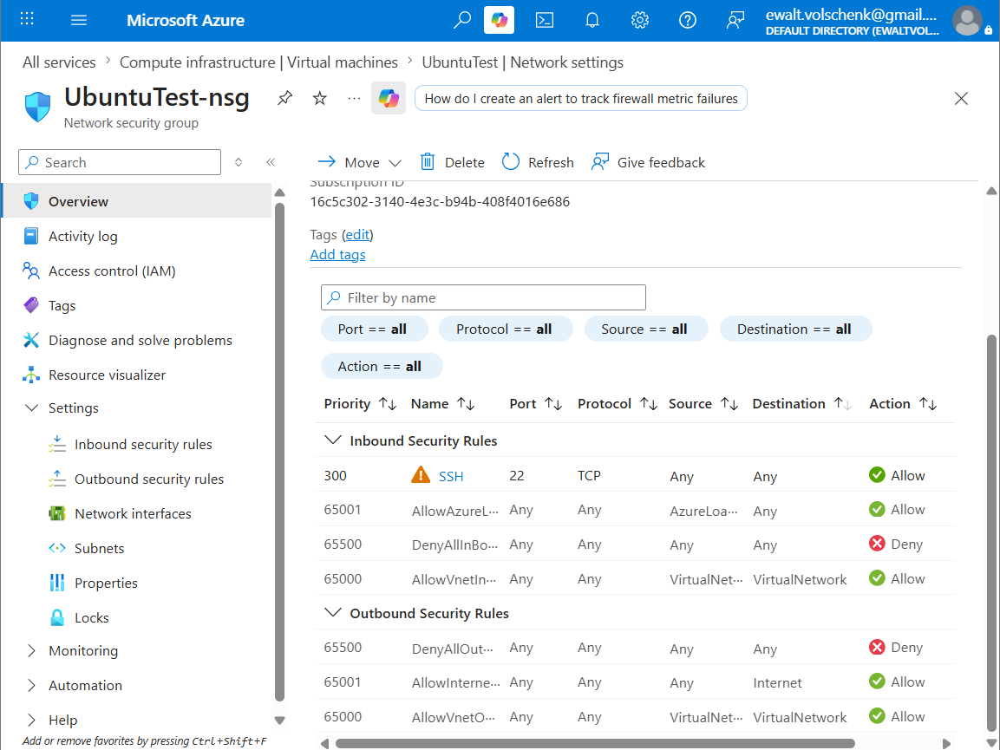 Microsoft Azure
ewalt.volschenk@gmail....
DEFAULT DIRECTORY (EWALTVOL...
All services > Compute infrastructure | Virtual machines > UbuntuTest | Network settings
UbuntuTest-nsg
Network security group
How do I create an alert to track firewall metric failures
Search
Move Delete Refresh Give feedback
Subscription ID
16c5c302-3140-4e3c-b94b-408f4016e686
Tags (edit)
Add tags
Overview
Activity log
Access control (IAM)
Tags
Diagnose and solve problems
Resource visualizer
Settings
Inbound security rules
Outbound security rules
Network interfaces
Subnets
Properties
Locks
Monitoring
Automation
Help
Add or remove favorites by pressing Ctrl+Shift+F
Filter by name
Port == all Protocol == all Source == all Destination == all
Action == all
Priority Name Port Protocol Source Destination Action
Inbound Security Rules
300 SSH 22 TCP Any Any Allow
65001 AllowAzureL... Any Any AzureLoa... Any Allow
65500 DenyAllInBo... Any Any Any Any Deny
65000 AllowVnetIn... Any Any VirtualNet... VirtualNetwork Allow
Outbound Security Rules
65500 DenyAllOut... Any Any Any Any Deny
65001 AllowInterne... Any Any Any Internet Allow
65000 AllowVnetO... Any Any VirtualNet... VirtualNetwork Allow